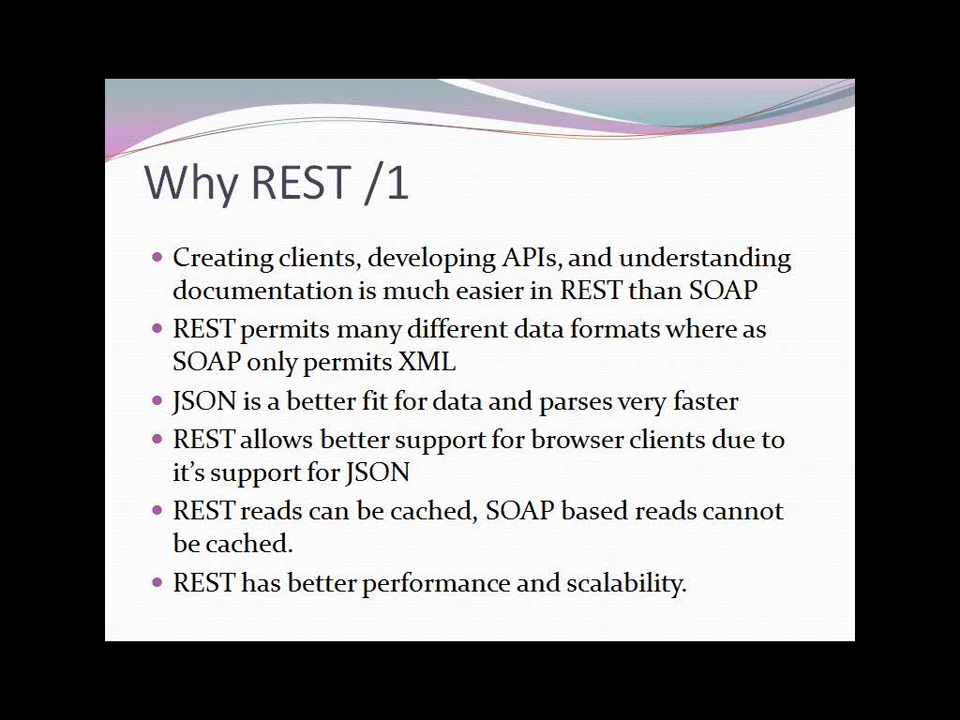 Why REST /1
Creating clients, developing APIs, and understanding
documentation is much easier in REST than SOAP
REST permits many different data formats where as
SOAP only permits XML
JSON is a better fit for data and parses very faster
REST allows better support for browser clients due to
it’s support for JSON
REST reads can be cached, SOAP based reads cannot
be cached.
REST has better performance and scalability.